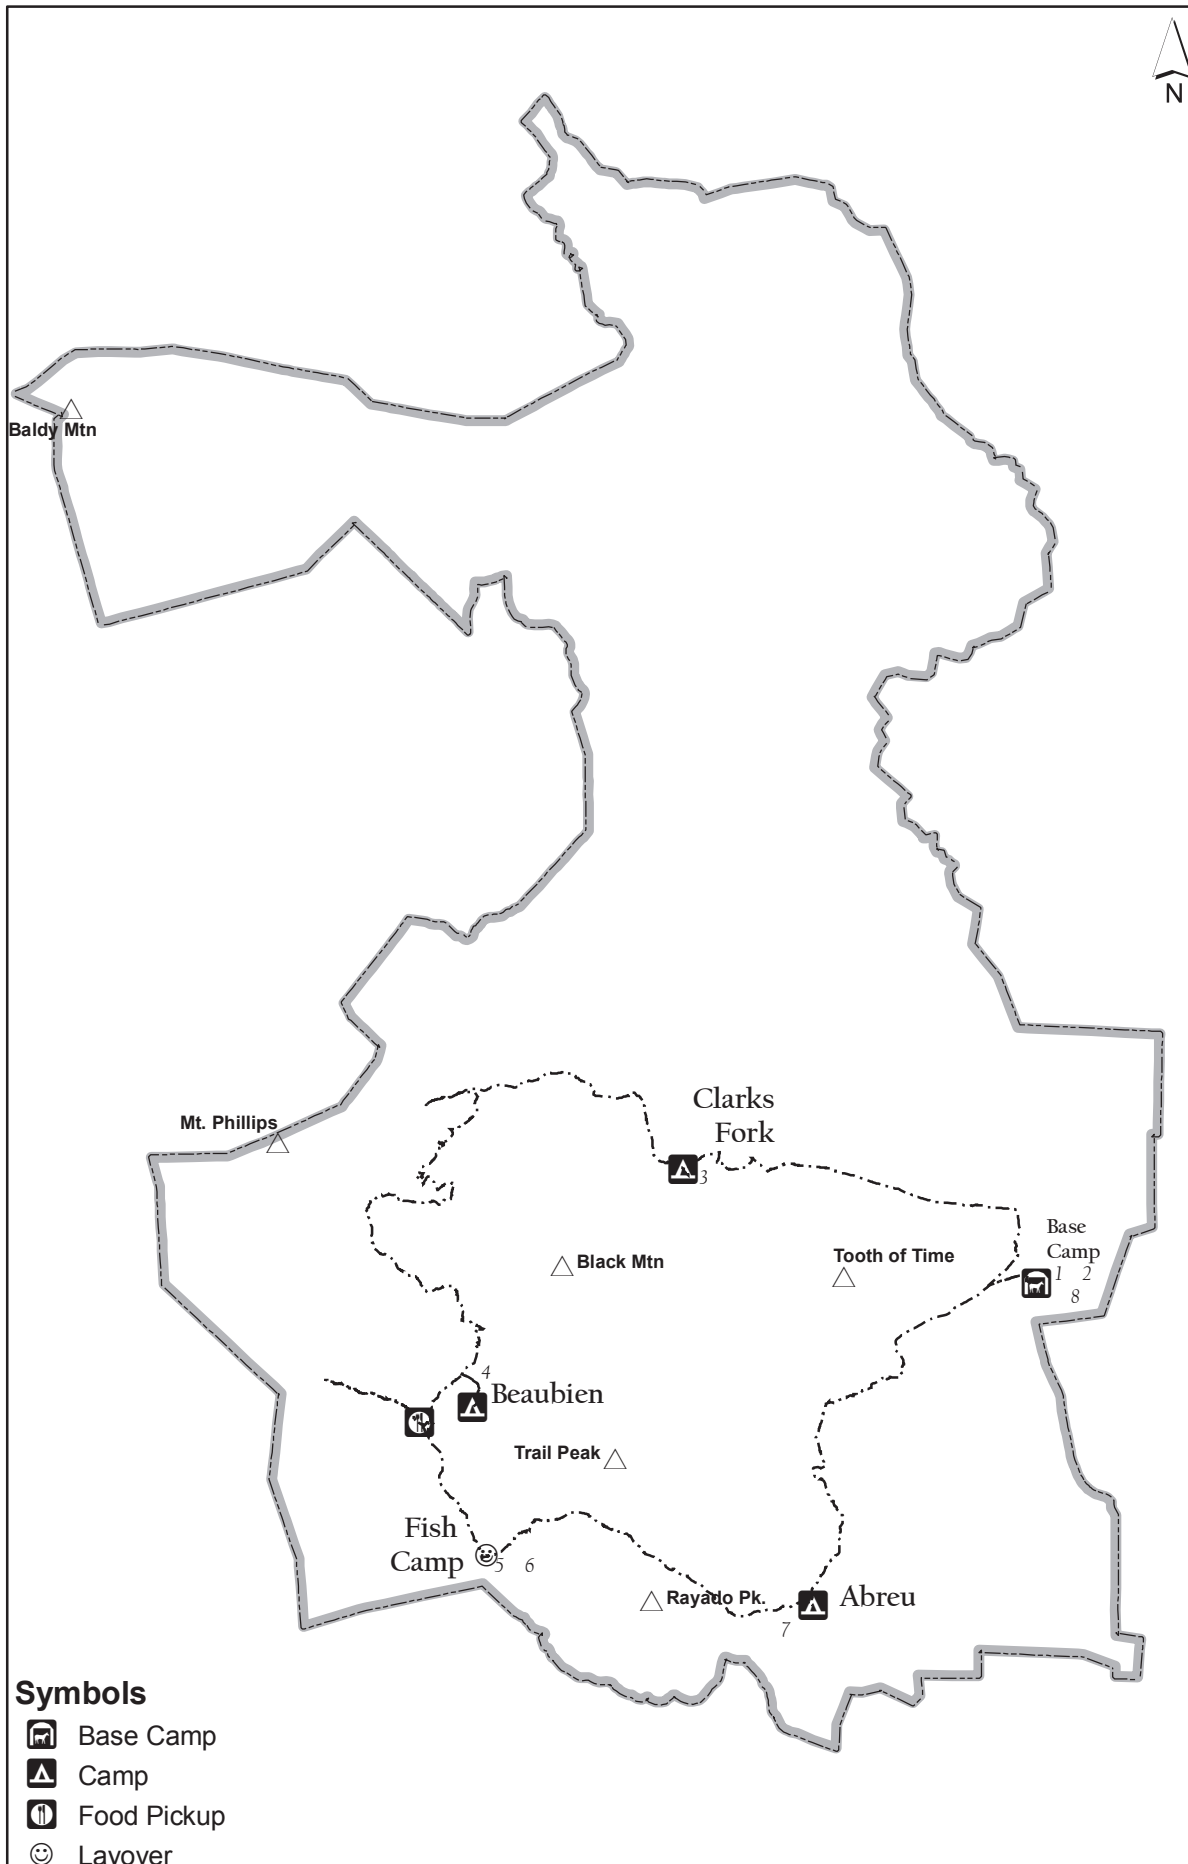 N
Baldy Mtn
Clarks
Fork
Mt. Phillips
3
Base
Camp
1 2
8
Black Mtn
Tooth of Time
4
Beaubien
Trail Peak
Fish
Camp
5 6
Rayado Pk.
Abreu
7
Symbols
Base Camp
Camp
Food Pickup
Layover